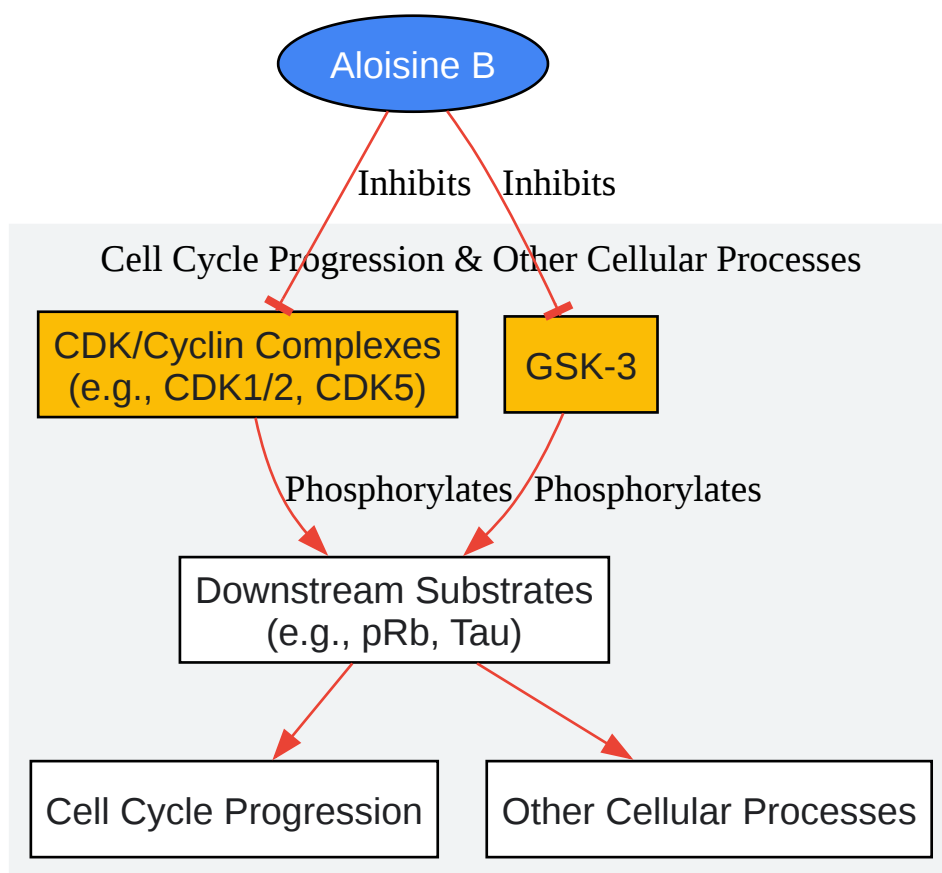 Aloisine B
Inhibits
Inhibits
Cell Cycle Progression & Other Cellular Processes
CDK/Cyclin Complexes
(e.g., CDK1/2, CDK5)
GSK-3
Phosphorylates
Phosphorylates
Downstream Substrates
(e.g., pRb, Tau)
Cell Cycle Progression
Other Cellular Processes